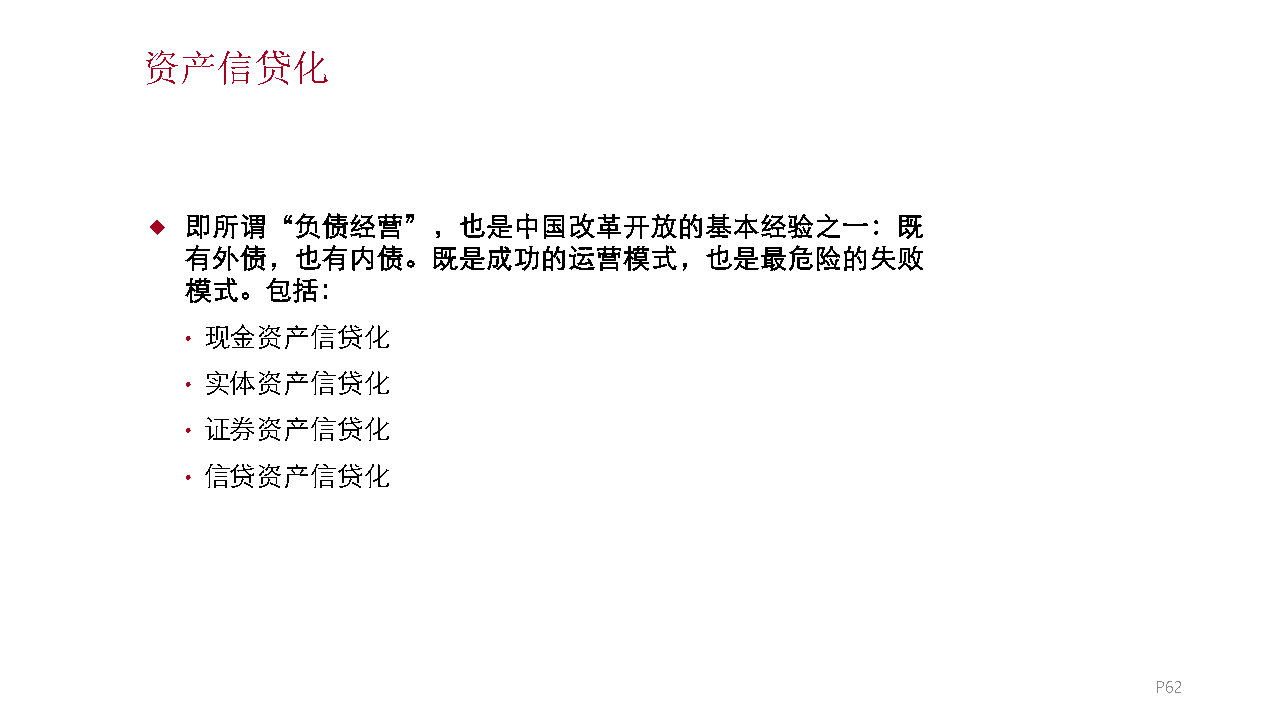 资产信贷化
◆ 即所谓“负债经营”，也是中国改革开放的基本经验之一：既
有外债，也有内债。既是成功的运营模式，也是最危险的失败
模式。包括：
• 现金资产信贷化
• 实体资产信贷化
• 证券资产信贷化
• 信贷资产信贷化
P62